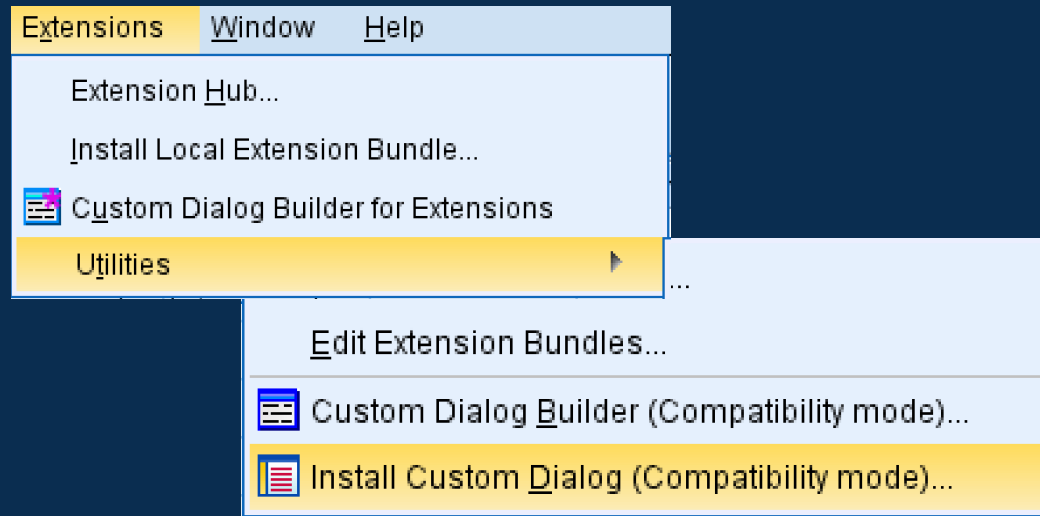 Extensions Window Help
Extension Hub...
Install Local Extension Bundle...
Custom Dialog Builder for Extensions
Utilities
...
Edit Extension Bundles...
Custom Dialog Builder (Compatibility mode)...
Install Custom Dialog (Compatibility mode)...